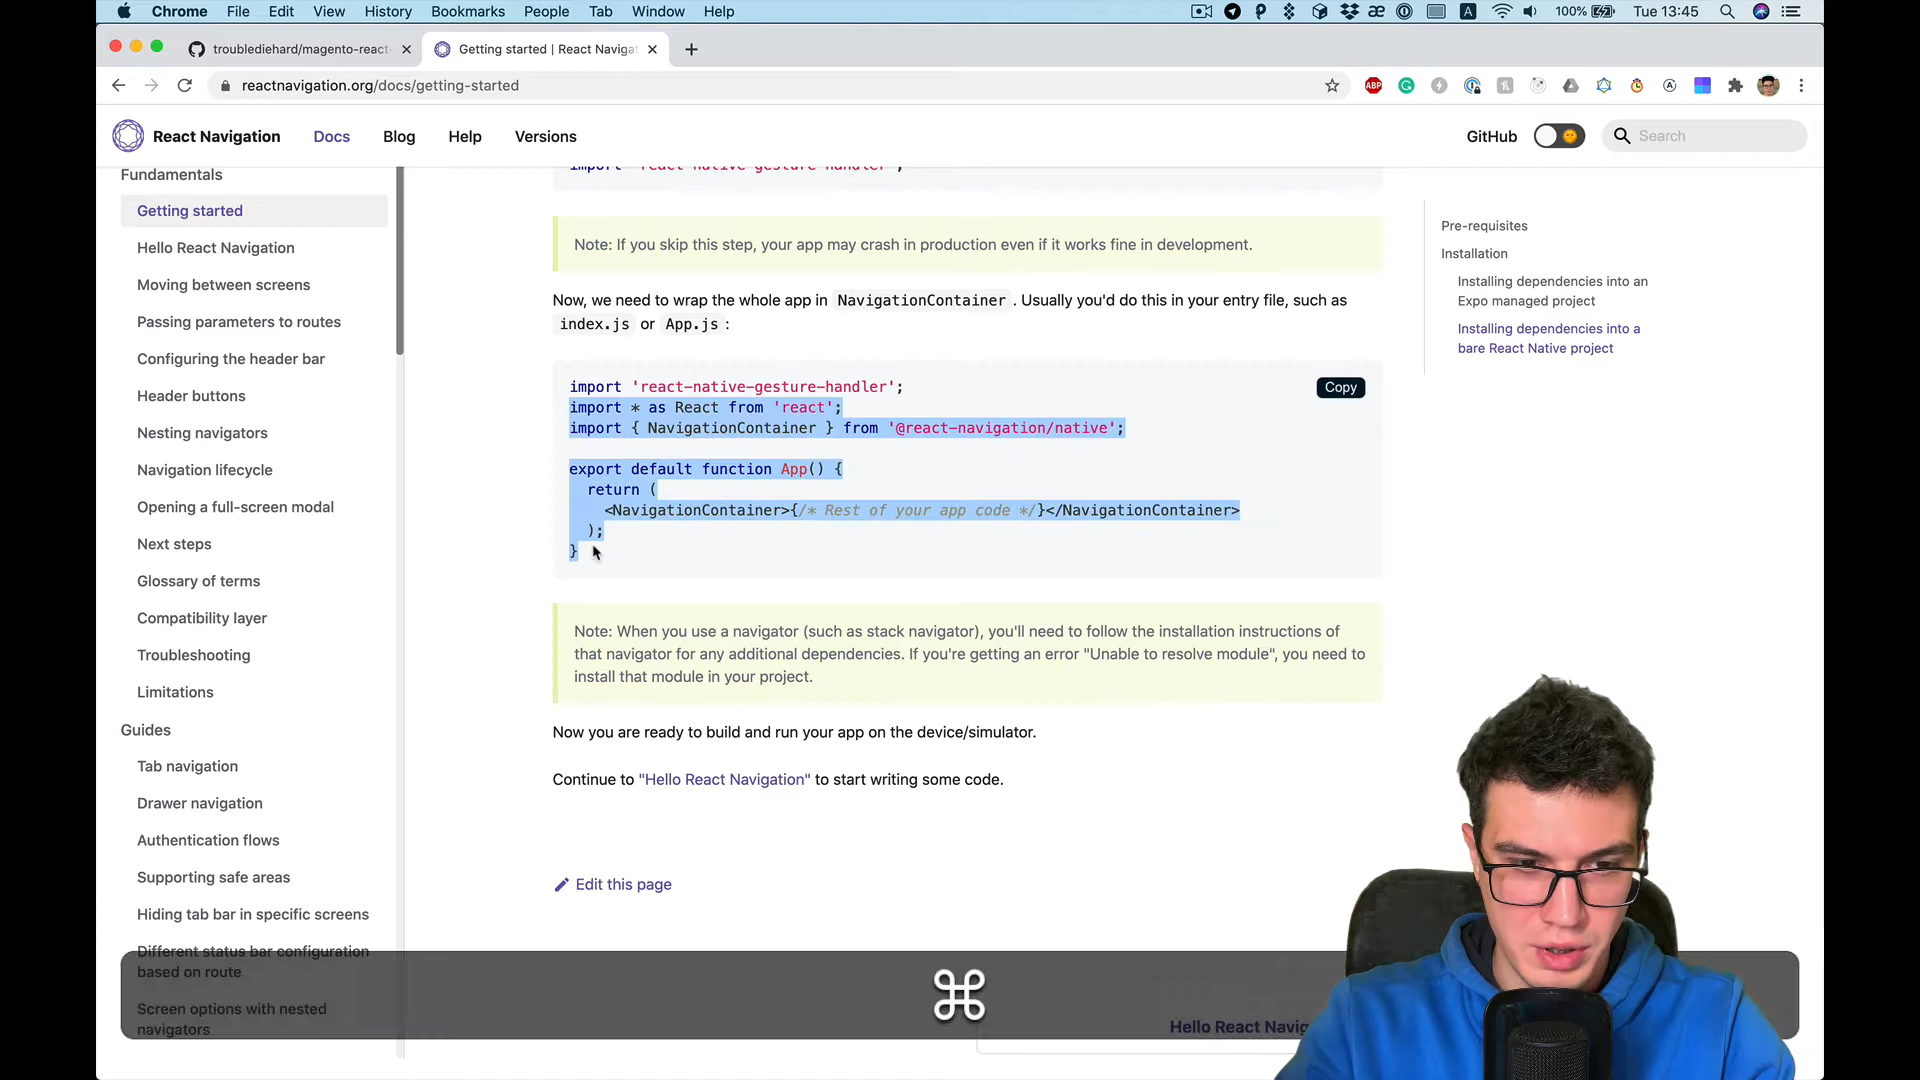 Chrome File Edit View History Bookmarks People Tab Window Help 100% Tue 13:45
troublediehard/magento-react- Getting started | React Naviga
reactnavigation.org/docs/getting-started
React Navigation Docs Blog Help Versions GitHub Search
Fundamentals
Getting started
Hello React Navigation
Moving between screens
Passing parameters to routes
Configuring the header bar
Header buttons
Nesting navigators
Navigation lifecycle
Opening a full-screen modal
Next steps
Glossary of terms
Compatibility layer
Troubleshooting
Limitations
Guides
Tab navigation
Drawer navigation
Authentication flows
Supporting safe areas
Hiding tab bar in specific screens
Different status bar configuration
based on route
Screen options with nested
navigators
import 'react-native-gesture-handler';
Note: If you skip this step, your app may crash in production even if it works fine in development.
Now, we need to wrap the whole app in NavigationContainer. Usually you'd do this in your entry file, such as
index.js or App.js:
Copy
import 'react-native-gesture-handler';
import * as React from 'react';
import { NavigationContainer } from '@react-navigation/native';
export default function App() {
return (
<NavigationContainer>{/* Rest of your app code */}</NavigationContainer>
);
}
Note: When you use a navigator (such as stack navigator), you'll need to follow the installation instructions of
that navigator for any additional dependencies. If you're getting an error "Unable to resolve module", you need to
install that module in your project.
Now you are ready to build and run your app on the device/simulator.
Continue to "Hello React Navigation" to start writing some code.
Edit this page
Hello React Navig
Pre-requisites
Installation
Installing dependencies into an
Expo managed project
Installing dependencies into a
bare React Native project
⌘